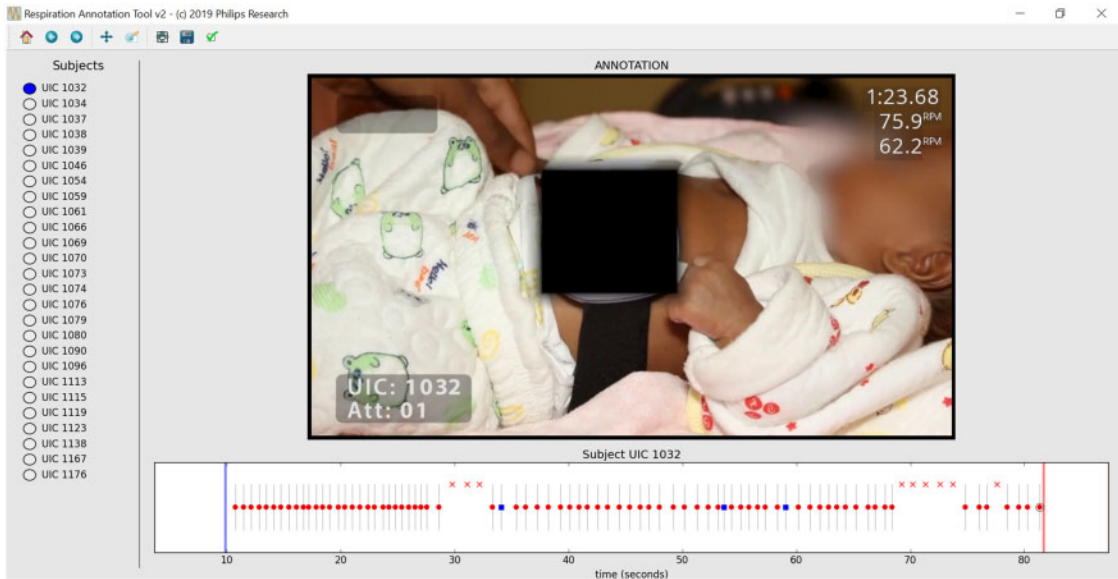 Respiration Annotation Tool v2 - (c) 2019 Philips Research
Subjects
UIC 1032
UIC 1034
UIC 1037
UIC 1038
UIC 1039
UIC 1046
UIC 1054
UIC 1059
UIC 1061
UIC 1066
UIC 1069
UIC 1070
UIC 1073
UIC 1074
UIC 1076
UIC 1079
UIC 1080
UIC 1090
UIC 1096
UIC 1113
UIC 1115
UIC 1119
UIC 1123
UIC 1138
UIC 1167
UIC 1176
ANNOTATION
1:23.68
75.9RPM
62.2RPM
Hello!
UIC: 1032
Att: 01
Subject UIC 1032
10 20 30 40 50 60 70 80
time (seconds)